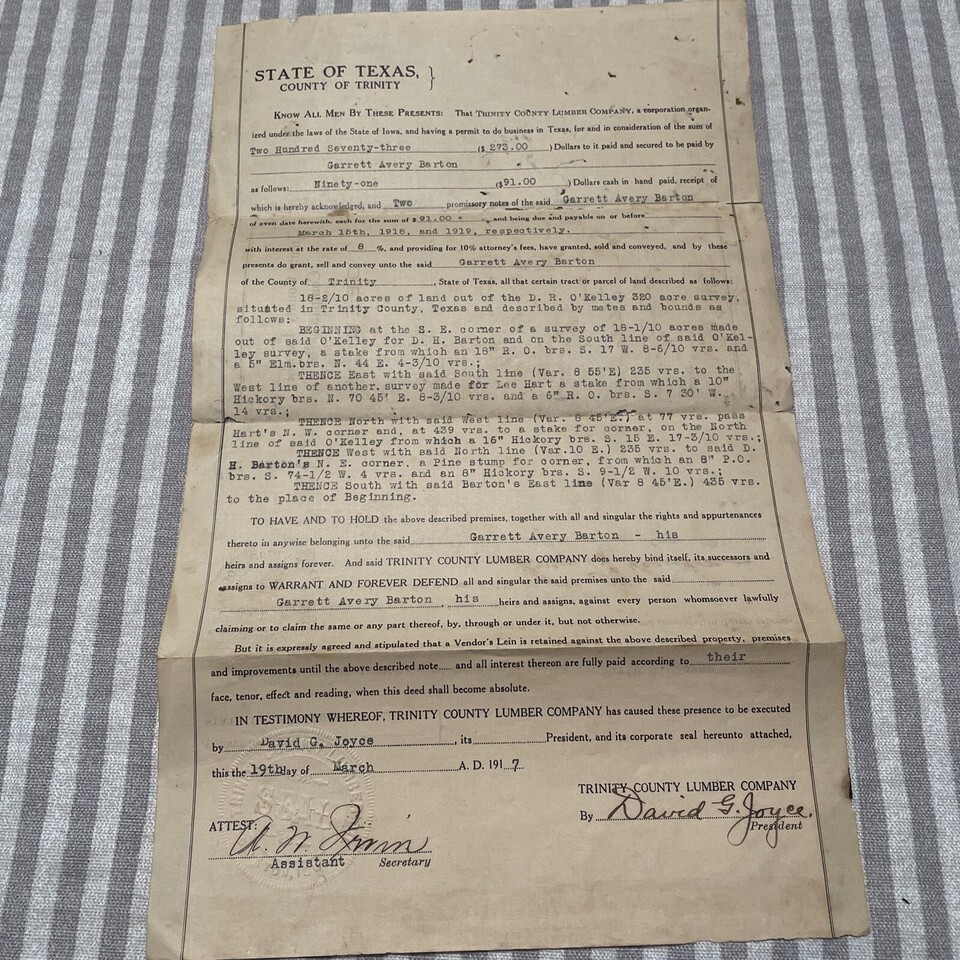 STATE OF TEXAS, }
COUNTY OF TRINITY
KNOW ALL MEN BY THESE PRESENTS: That TRINITY COUNTY LUMBER COMPANY, a corporation organ-
ized under the laws of the State of Iowa, and having a permit to do business in Texas, for and in consideration of the sum of
Two Hundred Seventy-three ($ 273.00 ) Dollars to it paid and secured to be paid by
Garrett Avery Barton
as follows: Ninety-one ($91.00 ) Dollars cash in hand paid, receipt of
which is hereby acknowledged, and Two promissory notes of the said Garrett Avery Barton
of even date herewith, each for the sum of $ 91.00 - and being due and payable on or before
March 15th, 1918, and 1919, respectively.
with interest at the rate of 8 %, and providing for 10% attorney's fees, have granted, sold and conveyed, and by these
presents do grant, sell and convey unto the said Garrett Avery Barton
of the County of Trinity, State of Texas, all that certain tract or parcel of land described as follows:
18-2/10 acres of land out of the D. R. O'Kelley 320 acre survey,
situated in Trinity County, Texas and described by metes and bounds as
follows:
BEGINNING at the S. E. corner of a survey of 18-1/10 acres made
out of said O'Kelley for D. H. Barton and on the South line of said O'Kel-
ley survey, a stake from which an 18" R. O. brs. S. 17 W. 8-6/10 vrs. and
a 5" Elm.brs. N. 44 E. 4-3/10 vrs.;
THENCE East with said South line (Var. 8 55'E) 235 vrs. to the
West line of another survey made for Lee Hart a stake from which a 10"
Hickory brs. N. 70 45' E. 8-3/10 vrs. and a 6" R. O. brs. S. 7 30' W.
14 vrs.;
THENCE North with said West line (Var. 8 45'E.) at 77 vrs. pass
Hart's N. W. corner and, at 439 vrs. to a stake for corner, on the North
line of said O'Kelley from which a 16" Hickory brs. S. 15 E. 17-3/10 vrs.;
THENCE West with said North line (Var.10 E.) 235 vrs. to said D.
H. Barton's N. E. corner, a Pine stump for corner, from which an 8" P.O.
brs. S. 74-1/2 W. 4 vrs. and an 8" Hickory brs. S. 9-1/2 W. 10 vrs.;
THENCE South with said Barton's East line (Var 8 45'E.) 435 vrs.
to the place of Beginning.
TO HAVE AND TO HOLD the above described premises, together with all and singular the rights and appurtenances
thereto in anywise belonging unto the said Garrett Avery Barton - his
heirs and assigns forever. And said TRINITY COUNTY LUMBER COMPANY does hereby bind itself, its successors and
assigns to WARRANT AND FOREVER DEFEND all and singular the said premises unto the said
Garrett Avery Barton, his heirs and assigns, against every person whomsoever lawfully
claiming or to claim the same or any part thereof, by, through or under it, but not otherwise.
But it is expressly agreed and stipulated that a Vendor's Lein is retained against the above described property, premises
and improvements until the above described note and all interest thereon are fully paid according to their
face, tenor, effect and reading, when this deed shall become absolute.
IN TESTIMONY WHEREOF, TRINITY COUNTY LUMBER COMPANY has caused these presence to be executed
by David G. Joyce, its President, and its corporate seal hereunto attached,
this the 19th day of March A. D. 191 7
TRINITY COUNTY LUMBER COMPANY
By David G. Joyce.
President
ATTEST:
Assistant Secretary